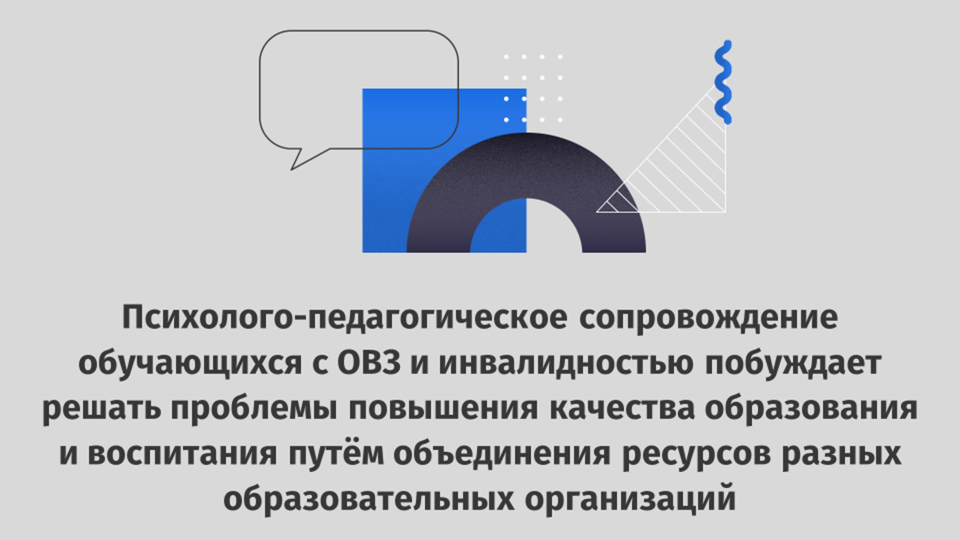 Психолого-педагогическое сопровождение
обучающихся с ОВЗ и инвалидностью побуждает
решать проблемы повышения качества образования
и воспитания путём объединения ресурсов разных
образовательных организаций